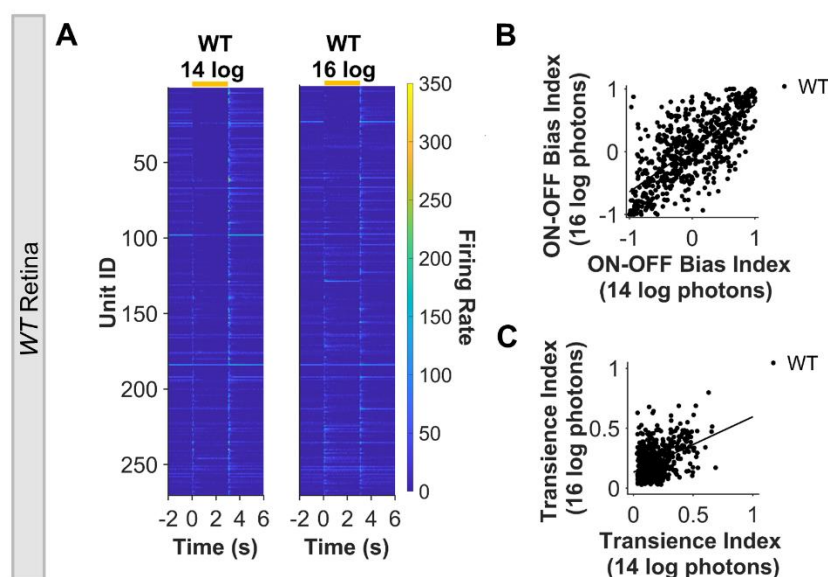 WT Retina
A
WT
14 log
WT
16 log
Unit ID
50
100
150
200
250
-2 0 2 4 6
Time (s)
-2 0 2 4 6
Time (s)
350
300
250
200
150
100
50
0
Firing Rate
B
ON-OFF Bias Index
(16 log photons)
1
0
-1
-1 0 1
ON-OFF Bias Index
(14 log photons)
WT
C
Transience Index
(16 log photons)
1
0.5
0
0 0.5 1
Transience Index
(14 log photons)
WT